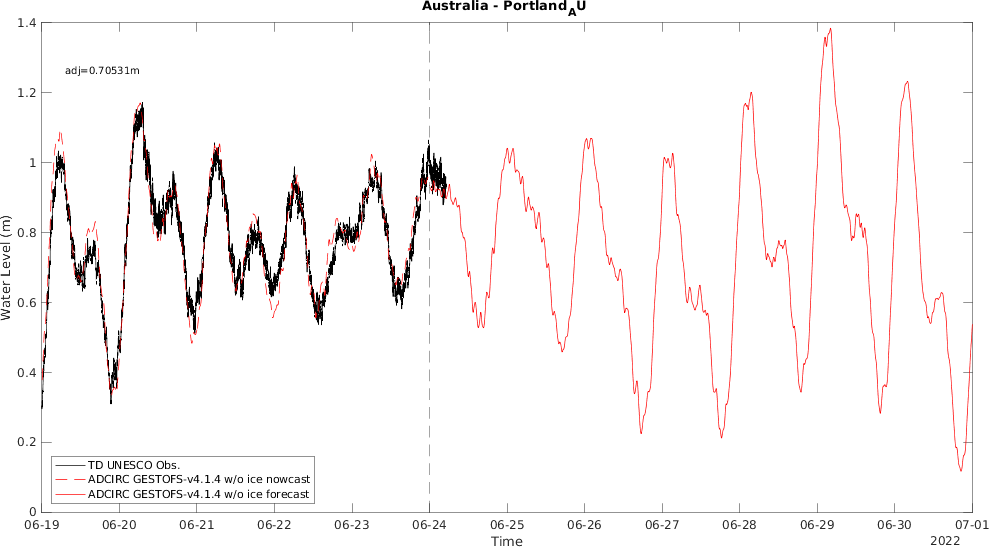 Australia - Portland_AU
adj=0.70531m
1.4
1.2
1
0.8
0.6
0.4
0.2
0
Water Level (m)
TD UNESCO Obs.
ADCIRC GESTOFS-v4.1.4 w/o ice nowcast
ADCIRC GESTOFS-v4.1.4 w/o ice forecast
06-19 06-20 06-21 06-22 06-23 06-24 06-25 06-26 06-27 06-28 06-29 06-30 07-01
Time
2022